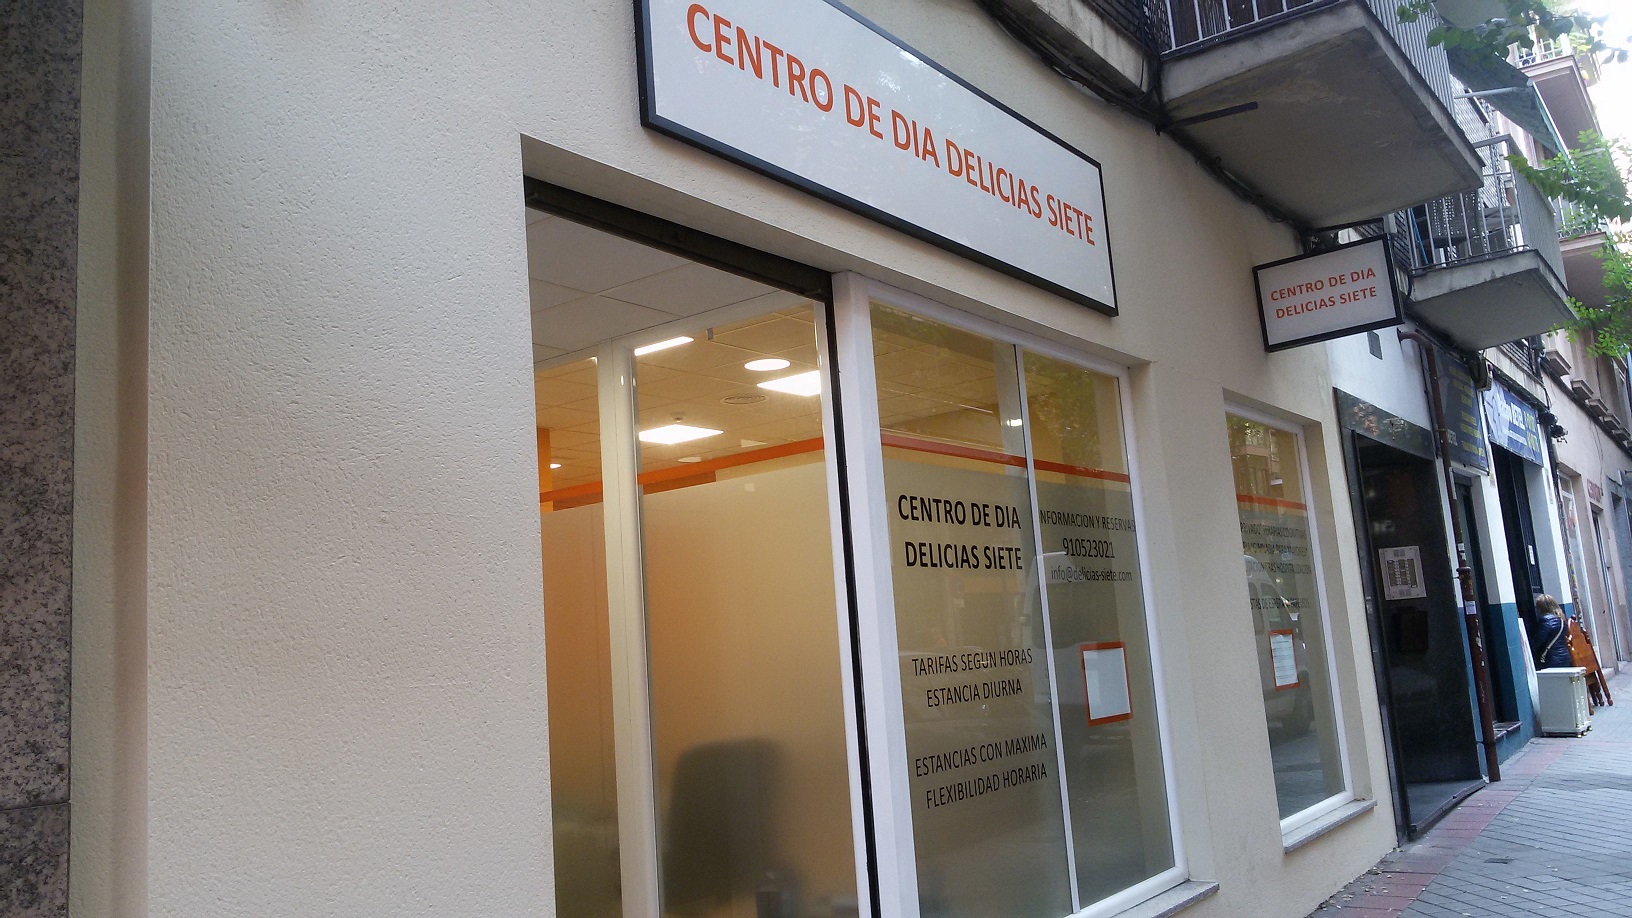 CENTRO DE DIA DELICIAS SIETE
CENTRO DE DIA
DELICIAS SIETE
CENTRO DE DIA
DELICIAS SIETE
TARIFAS SEGUN HORAS
ESTANCIA DIURNA
ESTANCIAS CON MAXIMA
FLEXIBILIDAD HORARIA
INFORMACION Y RESERVAS
910523021
info@delicias-siete.com